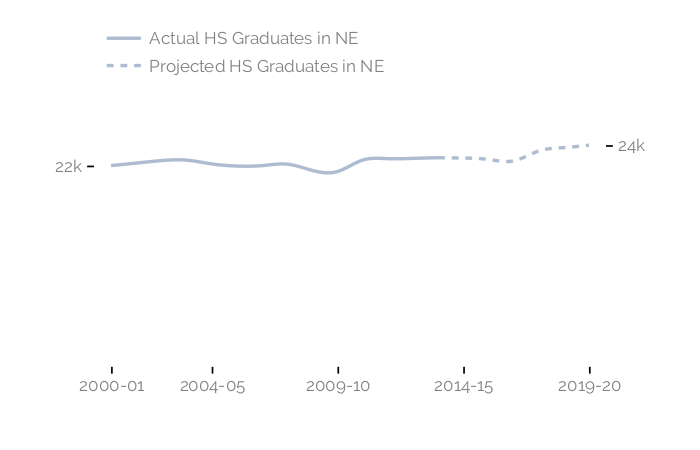 Actual HS Graduates in NE
Projected HS Graduates in NE
24k
22k
2000-01 2004-05 2009-10 2014-15 2019-20